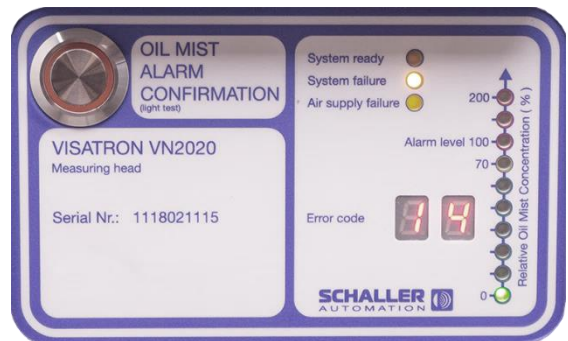 OIL MIST
ALARM
CONFIRMATION
(light test)
VISATRON VN2020
Measuring head
Serial Nr.: 1118021115
System ready
System failure
Air supply failure
200
Alarm level 100
70
Error code
14
0
Relative Oil Mist Concentration (%)
SCHALLER
AUTOMATION